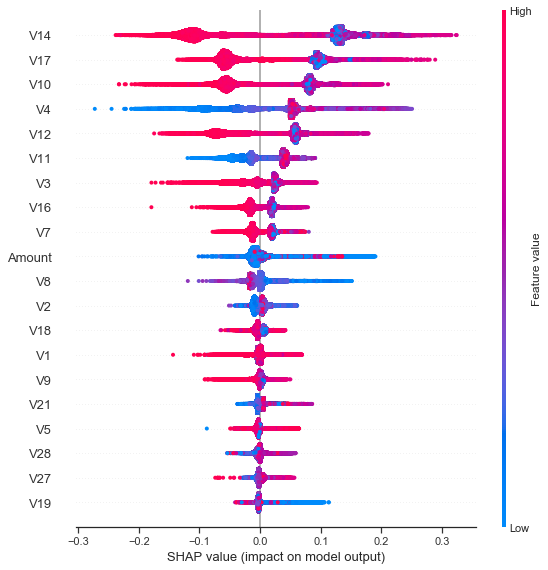 High
V14
V17
V10
V4
V12
V11
V3
V16
V7
Amount
V8
V2
V18
V1
V9
V21
V5
V28
V27
V19
Feature value
Low
−0.3 −0.2 −0.1 0.0 0.1 0.2 0.3
SHAP value (impact on model output)